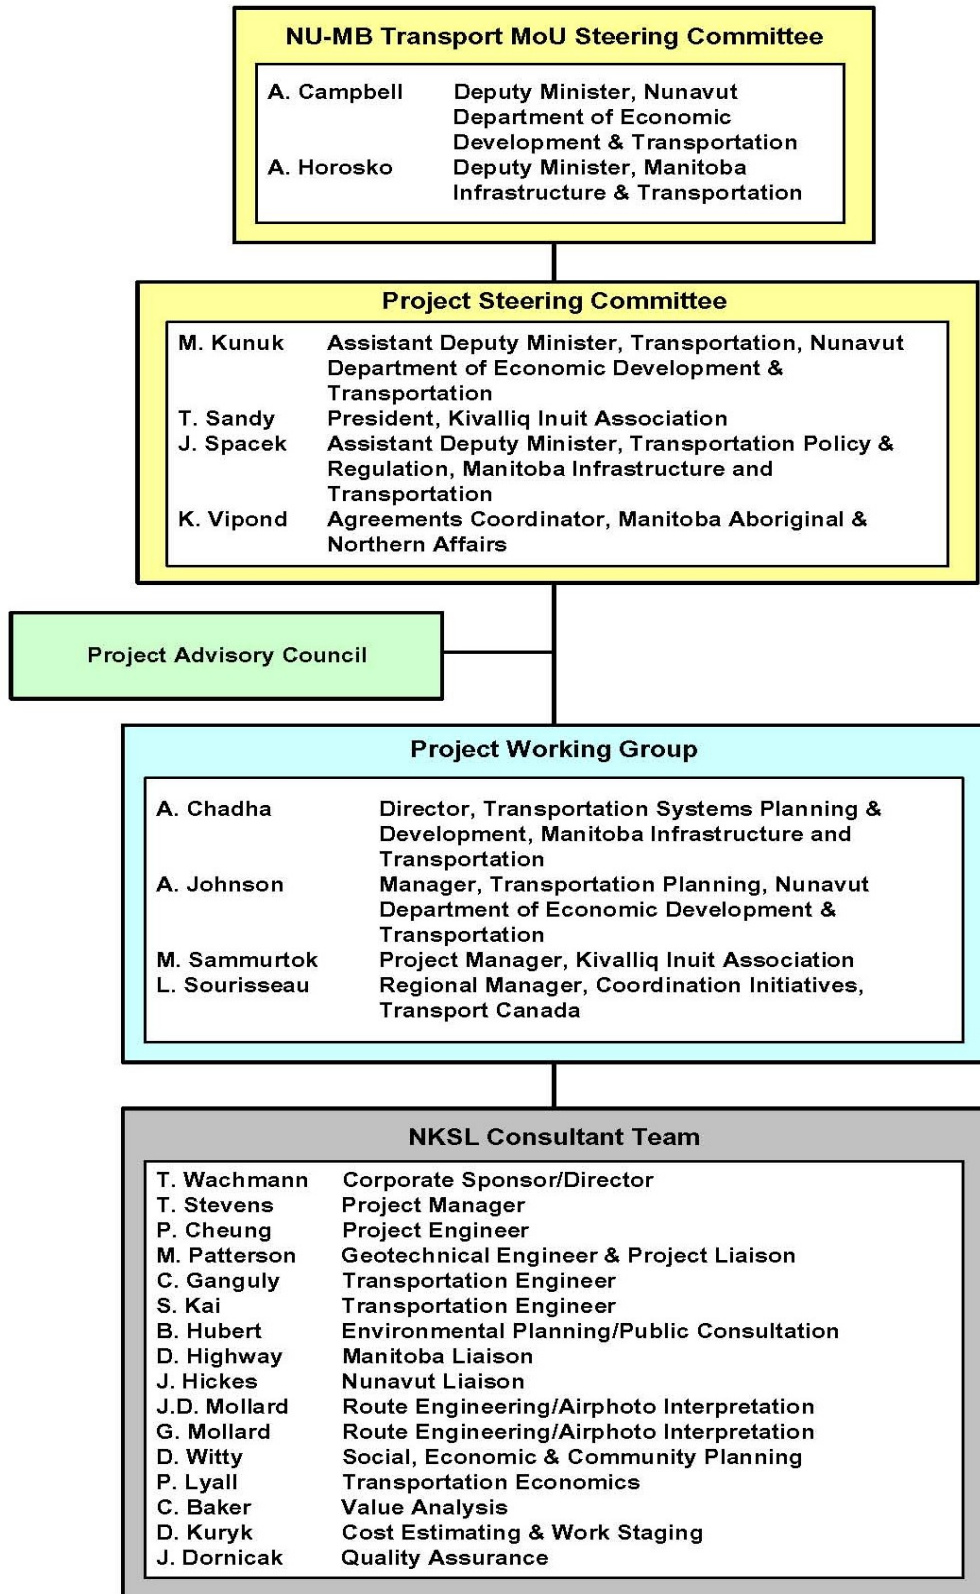 NU-MB Transport MoU Steering Committee
A. Campbell Deputy Minister, Nunavut
Department of Economic
Development & Transportation
A. Horosko Deputy Minister, Manitoba
Infrastructure & Transportation
Project Steering Committee
M. Kunuk Assistant Deputy Minister, Transportation, Nunavut
Department of Economic Development &
Transportation
T. Sandy President, Kivalliq Inuit Association
J. Spacek Assistant Deputy Minister, Transportation Policy &
Regulation, Manitoba Infrastructure and
Transportation
K. Vipond Agreements Coordinator, Manitoba Aboriginal &
Northern Affairs
Project Advisory Council
Project Working Group
A. Chadha Director, Transportation Systems Planning &
Development, Manitoba Infrastructure and
Transportation
A. Johnson Manager, Transportation Planning, Nunavut
Department of Economic Development &
Transportation
M. Sammurtok Project Manager, Kivalliq Inuit Association
L. Sourisseau Regional Manager, Coordination Initiatives,
Transport Canada
NKSL Consultant Team
T. Wachmann Corporate Sponsor/Director
T. Stevens Project Manager
P. Cheung Project Engineer
M. Patterson Geotechnical Engineer & Project Liaison
C. Ganguly Transportation Engineer
S. Kai Transportation Engineer
B. Hubert Environmental Planning/Public Consultation
D. Highway Manitoba Liaison
J. Hickes Nunavut Liaison
J.D. Mollard Route Engineering/Airphoto Interpretation
G. Mollard Route Engineering/Airphoto Interpretation
D. Witty Social, Economic & Community Planning
P. Lyall Transportation Economics
C. Baker Value Analysis
D. Kuryk Cost Estimating & Work Staging
J. Dornicak Quality Assurance